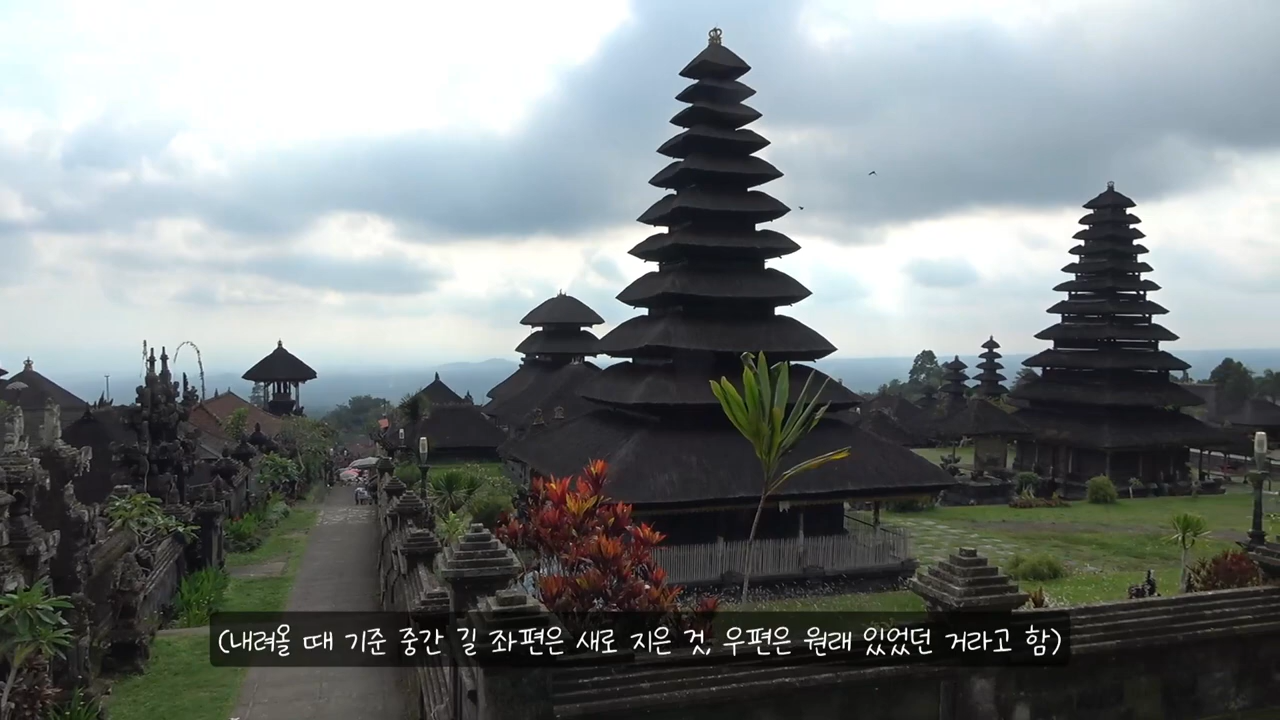 (내려올 때 기준 중간 길 좌편은 새로 지은 것, 우편은 원래 있었던 거라고 함)